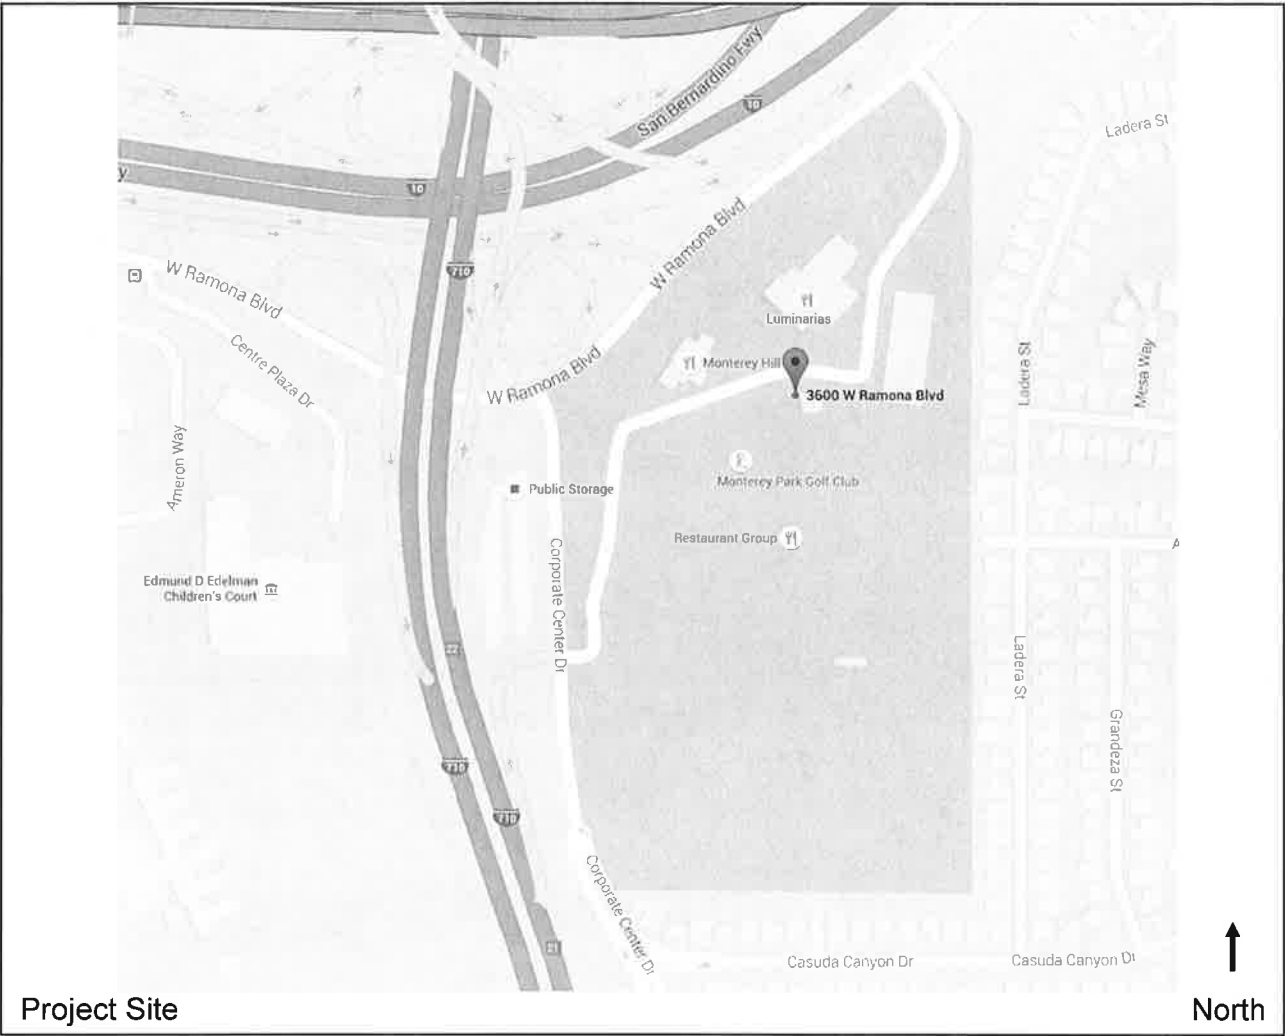 San Bernardino Fwy
10
Ladera St
y
10
W Ramona Blvd
710
W Ramona Blvd
Luminarias
Centre Plaza Dr
Monterey Hill
W Ramona Blvd
3600 W Ramona Blvd
Ladera St
Mesa Way
Ameron Way
Monterey Park Golf Club
Public Storage
Restaurant Group
A
Edmund D Edelman
Children's Court
Corporate Center Dr
22
Ladera St
Grandeza St
710
710
Corporate Center Dr
21
Casuda Canyon Dr
Casuda Canyon Dr
Project Site
North